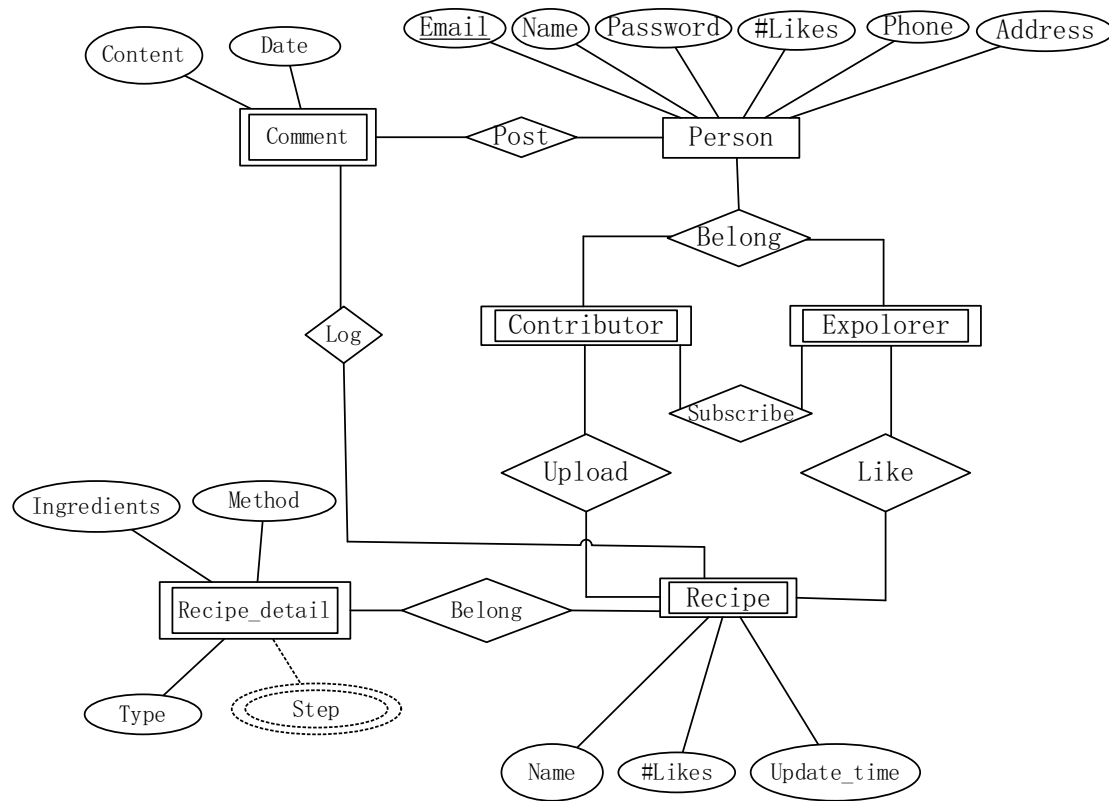 Email
Name
Password
#Likes
Phone
Address
Content
Date
Comment
Post
Person
Belong
Contributor
Expolorer
Log
Subscribe
Upload
Like
Ingredients
Method
Recipe_detail
Belong
Recipe
Type
Step
Name
#Likes
Update_time